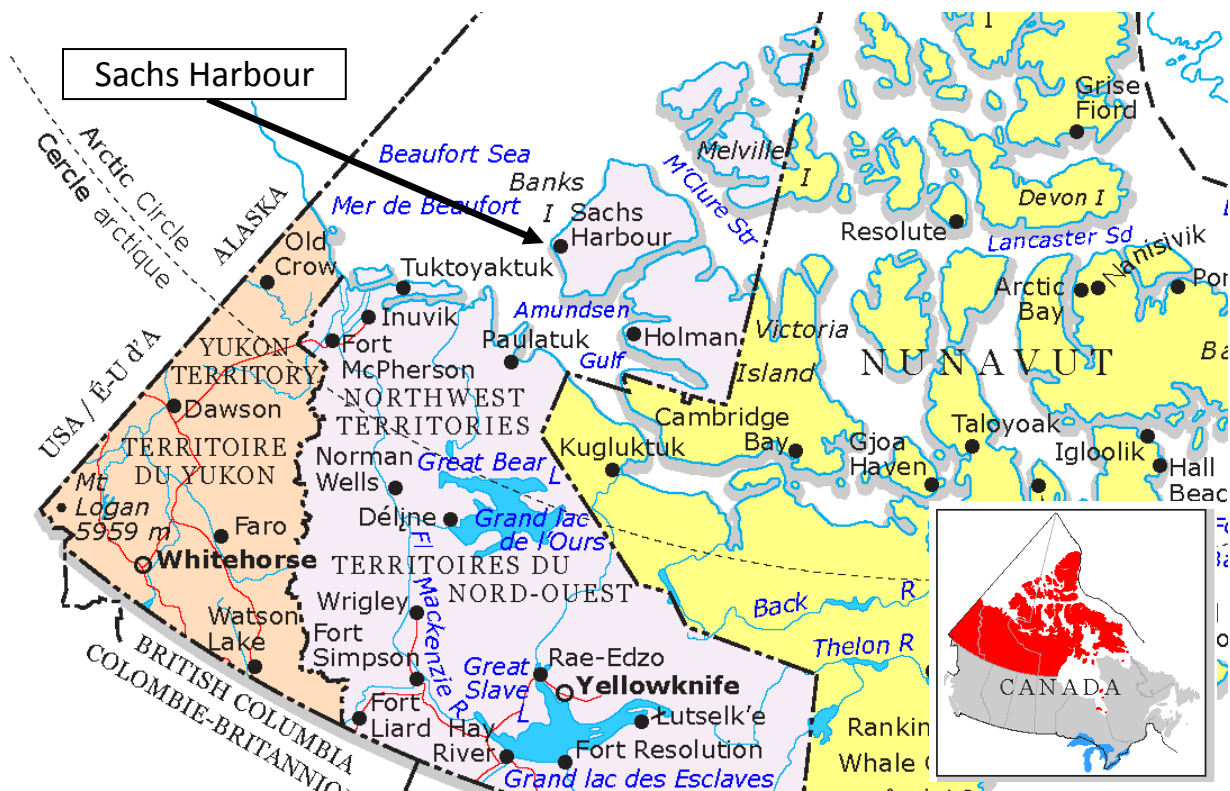 Sachs Harbour
Arctic Circle
Cercle arctique
ALASKA
USA / É-U d'A
Beaufort Sea
Mer de Beaufort
Banks
I
Sachs
Harbour
Melville
I
M'Clure Str
Grise
Fiord
Devon I
Resolute
Lancaster Sd
Nanisivik
Arctic
Bay
Old
Crow
Tuktoyaktuk
Inuvik
Amundsen
Gulf
Holman
Paulatuk
Victoria
Island
NUNAVUT
YUKON
TERRITORY
Fort
McPherson
NORTHWEST
TERRITORIES
Dawson
TERRITOIRE
DU YUKON
Cambridge
Bay
Kugluktuk
Gjoa
Haven
Taloyoak
Igloolik
Hall
Beac
Norman
Wells
Great Bear L
Mt
Logan
5959 m
Faro
Déline
Grand lac
de l'Ours
Whitehorse
TERRITOIRES DU
NORD-OUEST
Fl Mackenzie R
Wrigley
Back R
Thelon R
Watson
Lake
Fort
Simpson
Great
Slave L
Rae-Edzo
Yellowknife
Łutselk'e
BRITISH COLUMBIA
COLOMBIE-BRITANNIQ
Fort
Liard
Hay
River
Fort Resolution
Grand lac des Esclaves
Rankin
Whale
CANADA